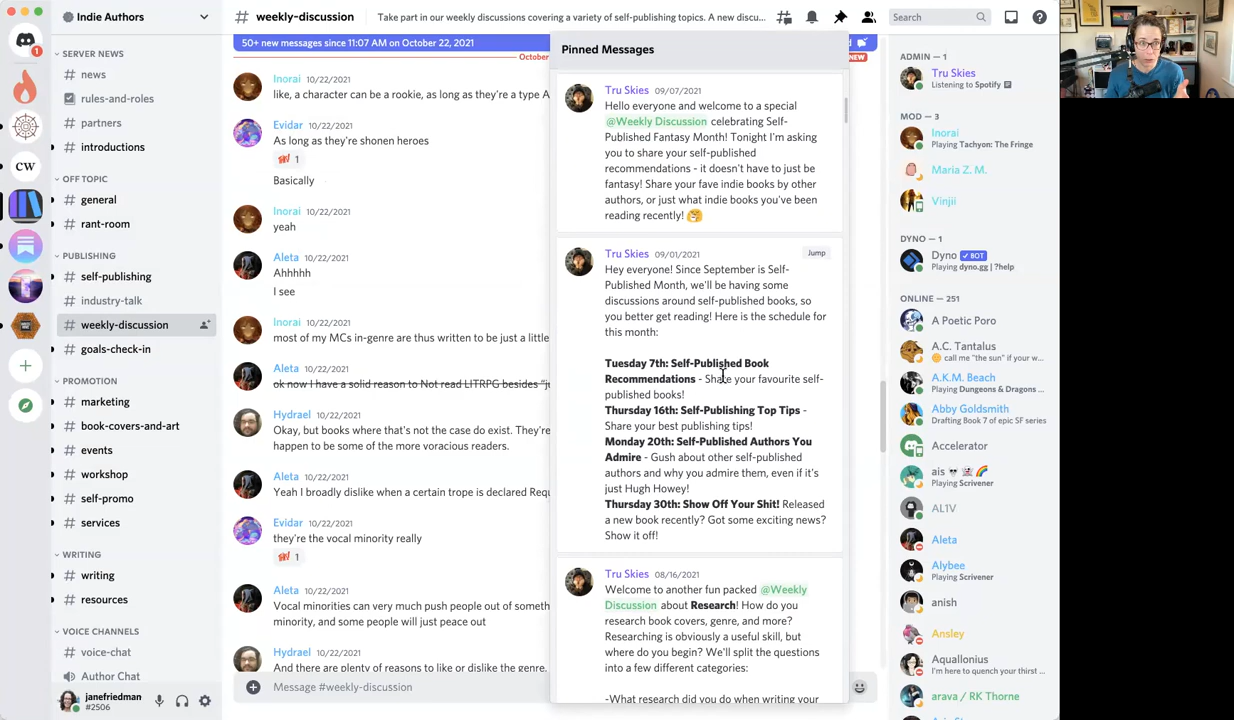 Indie Authors
# weekly-discussion
Take part in our weekly discussions covering a variety of self-publishing topics. A new discu...
Search
1
SERVER NEWS
news
rules-and-roles
partners
introductions
OFF TOPIC
# general
# rant-room
PUBLISHING
# self-publishing
# industry-talk
# weekly-discussion
# goals-check-in
PROMOTION
# marketing
# book-covers-and-art
# events
# workshop
# self-promo
# services
WRITING
# writing
# resources
VOICE CHANNELS
voice-chat
Author Chat
janefriedman
#2506
CW
50+ new messages since 11:07 AM on October 22, 2021
October
NEW
Inorai 10/22/2021
like, a character can be a rookie, as long as they're a type A
Evidar 10/22/2021
As long as they're shonen heroes
1
Basically
Inorai 10/22/2021
yeah
Aleta 10/22/2021
Ahhhhh
I see
Inorai 10/22/2021
most of my MCs in-genre are thus written to be just a little
Aleta 10/22/2021
ok now I have a solid reason to Not read LITRPG besides "j
Hydrael 10/22/2021
Okay, but books where that's not the case do exist. They're
happen to be some of the more voracious readers.
Aleta 10/22/2021
Yeah I broadly dislike when a certain trope is declared Req
Evidar 10/22/2021
they're the vocal minority really
1
Aleta 10/22/2021
Vocal minorities can very much push people out of someth
minority, and some people will just peace out
Hydrael 10/22/2021
And there are plenty of reasons to like or dislike the genre.
Message #weekly-discussion
Pinned Messages
Tru Skies 09/07/2021
Hello everyone and welcome to a special
@Weekly Discussion celebrating Self-
Published Fantasy Month! Tonight I'm asking
you to share your self-published
recommendations - it doesn't have to just be
fantasy! Share your fave indie books by other
authors, or just what indie books you've been
reading recently!
Tru Skies 09/01/2021
Jump
Hey everyone! Since September is Self-
Published Month, we'll be having some
discussions around self-published books, so
you better get reading! Here is the schedule for
this month:
Tuesday 7th: Self-Published Book
Recommendations - Share your favourite self-
published books!
Thursday 16th: Self-Publishing Top Tips -
Share your best publishing tips!
Monday 20th: Self-Published Authors You
Admire - Gush about other self-published
authors and why you admire them, even if it's
just Hugh Howey!
Thursday 30th: Show Off Your Shit! Released
a new book recently? Got some exciting news?
Show it off!
Tru Skies 08/16/2021
Welcome to another fun packed @Weekly
Discussion about Research! How do you
research book covers, genre, and more?
Researching is obviously a useful skill, but
where do you begin? We'll split the questions
into a few different categories:
-What research did you do when writing your
ADMIN — 1
Tru Skies
Listening to Spotify
MOD — 3
Inorai
Playing Tachyon: The Fringe
Maria Z. M.
Vinjii
DYNO — 1
Dyno BOT
Playing dyno.gg | ?help
ONLINE — 251
A Poetic Poro
A.C. Tantalus
call me "the sun" if your w...
A.K.M. Beach
Playing Dungeons & Dragons ...
Abby Goldsmith
Drafting Book 7 of epic SF series
Accelerator
ais
Playing Scrivener
AL1V
Aleta
Alybee
Playing Scrivener
anish
Ansley
Aquallonius
I'm here to quench your thirst ...
arava / RK Thorne